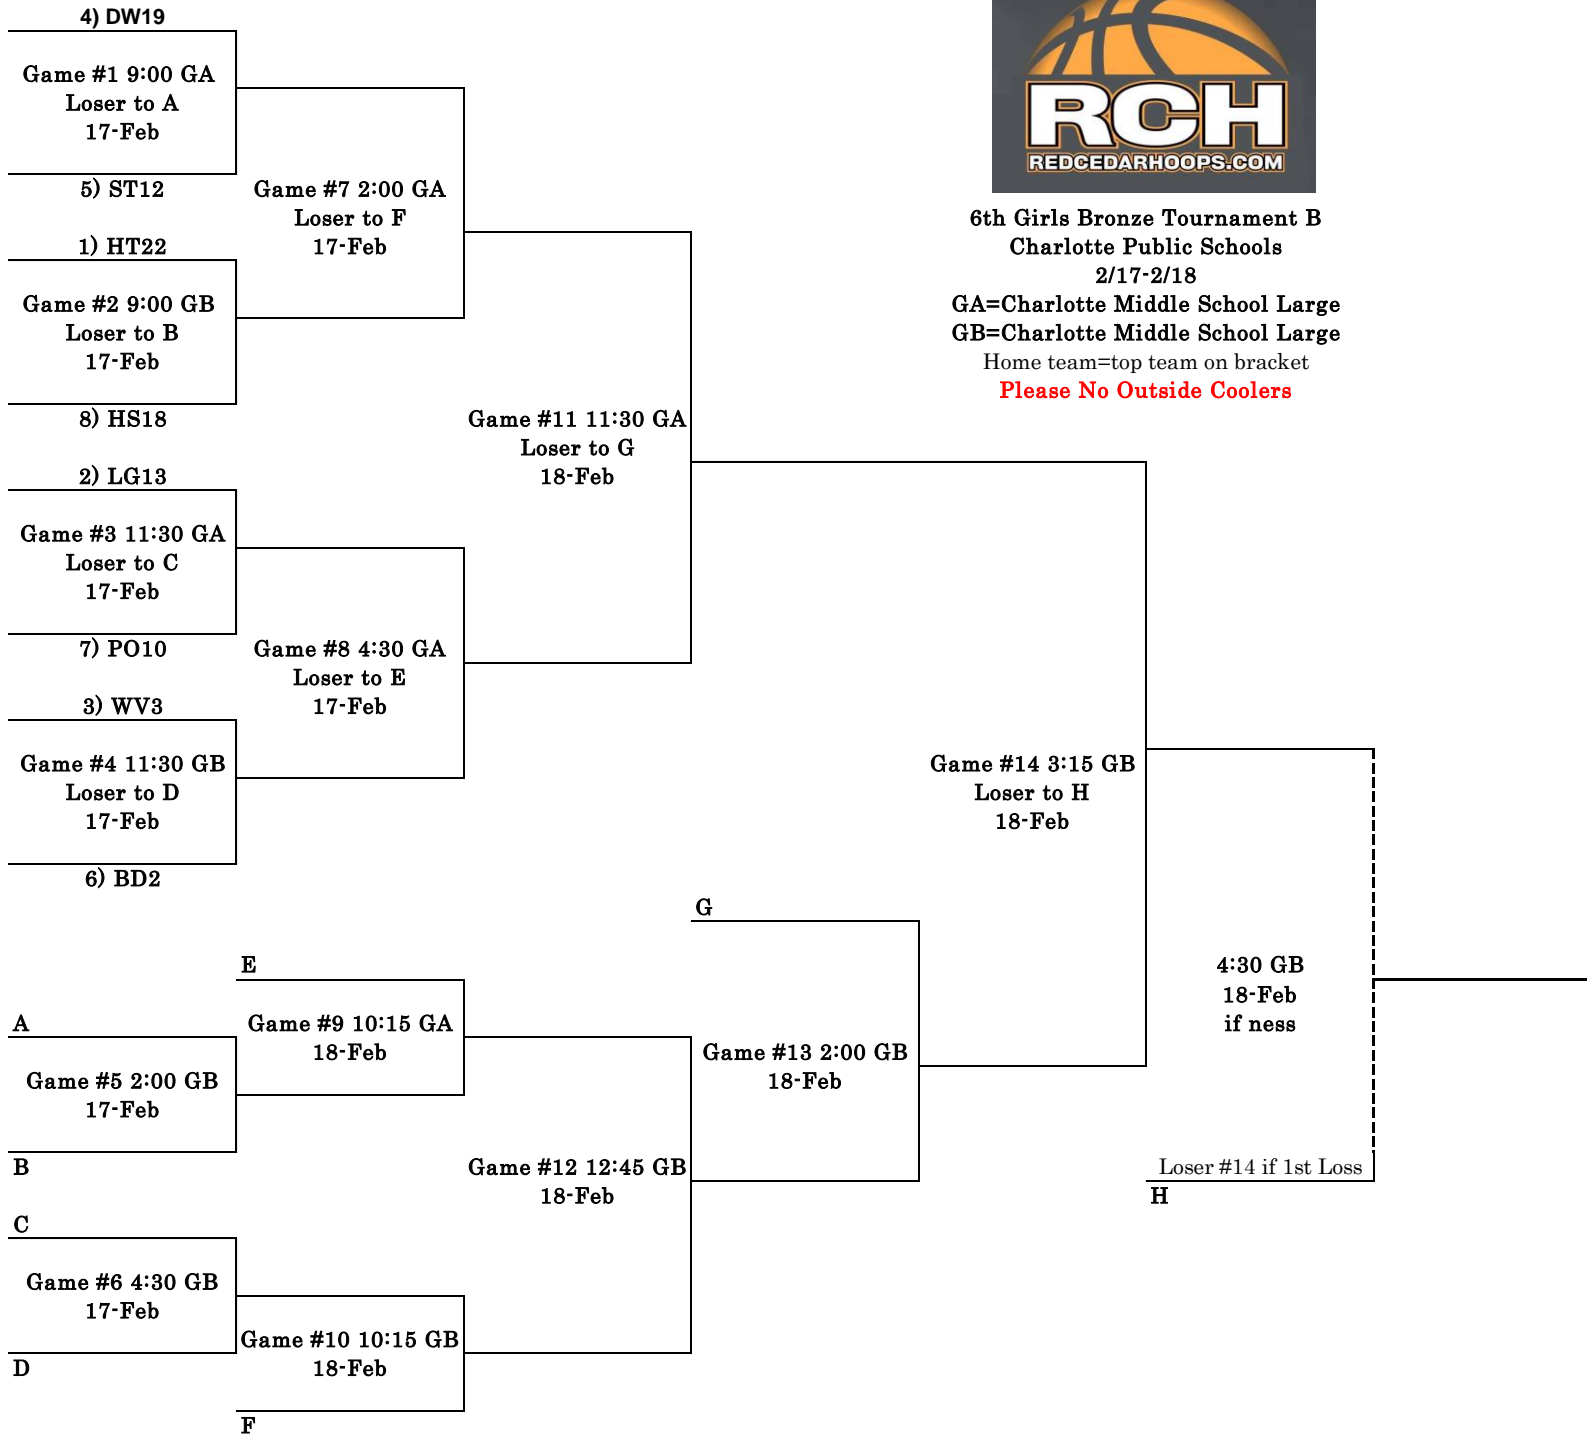 4) DW19
Game #1 9:00 GA
Loser to A
17-Feb
5) ST12
Game #7 2:00 GA
Loser to F
17-Feb
1) HT22
Game #2 9:00 GB
Loser to B
17-Feb
8) HS18
Game #11 11:30 GA
Loser to G
18-Feb
2) LG13
Game #3 11:30 GA
Loser to C
17-Feb
7) PO10
Game #8 4:30 GA
Loser to E
17-Feb
3) WV3
Game #4 11:30 GB
Loser to D
17-Feb
6) BD2
RCH
REDCEDARHOOPS.COM
6th Girls Bronze Tournament B
Charlotte Public Schools
2/17-2/18
GA=Charlotte Middle School Large
GB=Charlotte Middle School Large
Home team=top team on bracket
Please No Outside Coolers
Game #14 3:15 GB
Loser to H
18-Feb
G
E
Game #9 10:15 GA
18-Feb
A
Game #5 2:00 GB
17-Feb
B
Game #13 2:00 GB
18-Feb
4:30 GB
18-Feb
if ness
Game #12 12:45 GB
18-Feb
Loser #14 if 1st Loss
H
C
Game #6 4:30 GB
17-Feb
D
Game #10 10:15 GB
18-Feb
F